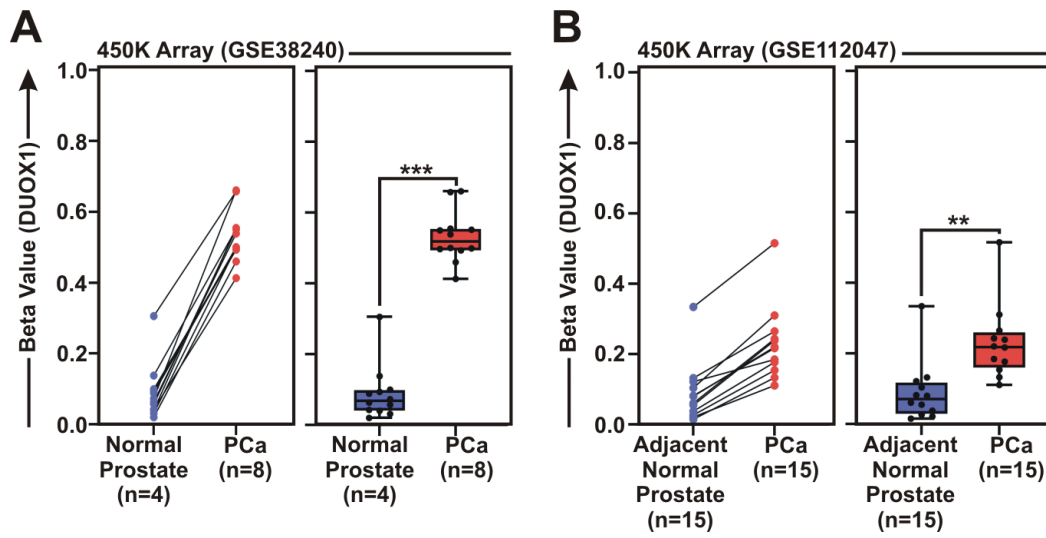 A
450K Array (GSE38240)
Beta Value (DUOX1)
1.0
0.8
0.6
0.4
0.2
0.0
Normal
Prostate
(n=4)
PCa
(n=8)
***
Normal
Prostate
(n=4)
PCa
(n=8)
B
450K Array (GSE112047)
Beta Value (DUOX1)
1.0
0.8
0.6
0.4
0.2
0.0
Adjacent
Normal
Prostate
(n=15)
PCa
(n=15)
**
Adjacent
Normal
Prostate
(n=15)
PCa
(n=15)